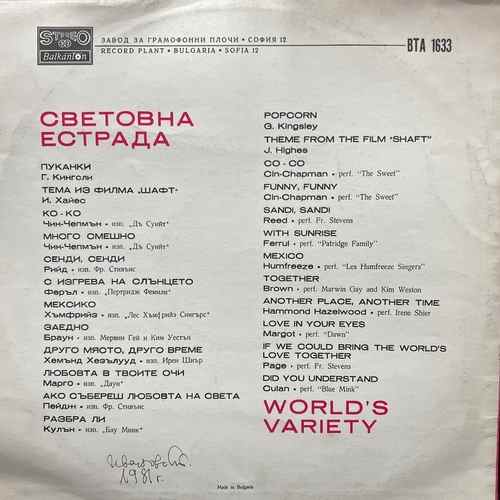 STEREO
Balkanton
ЗАВОД ЗА ГРАМОФОННИ ПЛОЧИ • СОФИЯ 12
RECORD PLANT • BULGARIA • SOFIA 12
ВТА 1633
СВЕТОВНА
ЕСТРАДА
ПУКАНКИ
Г. Кингсли
ТЕМА ИЗ ФИЛМА „ШАФТ“
И. Хайес
КО - КО
Чин-Чепмън • изп. „Дъ Суийт“
МНОГО СМЕШНО
Чин-Чепмън • изп. „Дъ Суийт“
СЕНДИ, СЕНДИ
Рийд • изп. Фр. Стивънс
С ИЗГРЕВА НА СЛЪНЦЕТО
Феръл • изп. „Пертридж Фемили“
МЕКСИКО
Хъмфрийз • изп. „Лес Хъмфрийз Сингърс“
ЗАЕДНО
Браун • изп. Мервин Гей и Ким Уестън
ДРУГО МЯСТО, ДРУГО ВРЕМЕ
Хемънд Хезълууд • изп. Ирен Шиър
ЛЮБОВТА В ТВОИТЕ ОЧИ
Марго • изп. „Даун“
АКО СЪБЕРЕШ ЛЮБОВТА НА СВЕТА
Пейдж • изп. Фр. Стивънс
РАЗБРА ЛИ
Кулън • изп. „Блу Минк“
1981 г.
POPCORN
G. Kingsley
THEME FROM THE FILM “SHAFT”
J. Highes
CO - CO
Cin-Chapman • perf. “The Sweet”
FUNNY, FUNNY
Cin-Chapman • perf. “The Sweet”
SANDI, SANDI
Reed • perf. Fr. Stevens
WITH SUNRISE
Farrul • perf. “Patridge Family”
MEXICO
Humfreeze • perf. “Les Humfreeze Singers”
TOGETHER
Brown • perf. Marwin Gay and Kim Weston
ANOTHER PLACE, ANOTHER TIME
Hammond Hazelwood • perf. Irene Shier
LOVE IN YOUR EYES
Margot • perf. “Dawn”
IF WE COULD BRING THE WORLD'S
LOVE TOGETHER
Page • perf. Fr. Stevens
DID YOU UNDERSTAND
Culan • perf. “Blue Mink”
WORLD'S
VARIETY
Made in Bulgaria